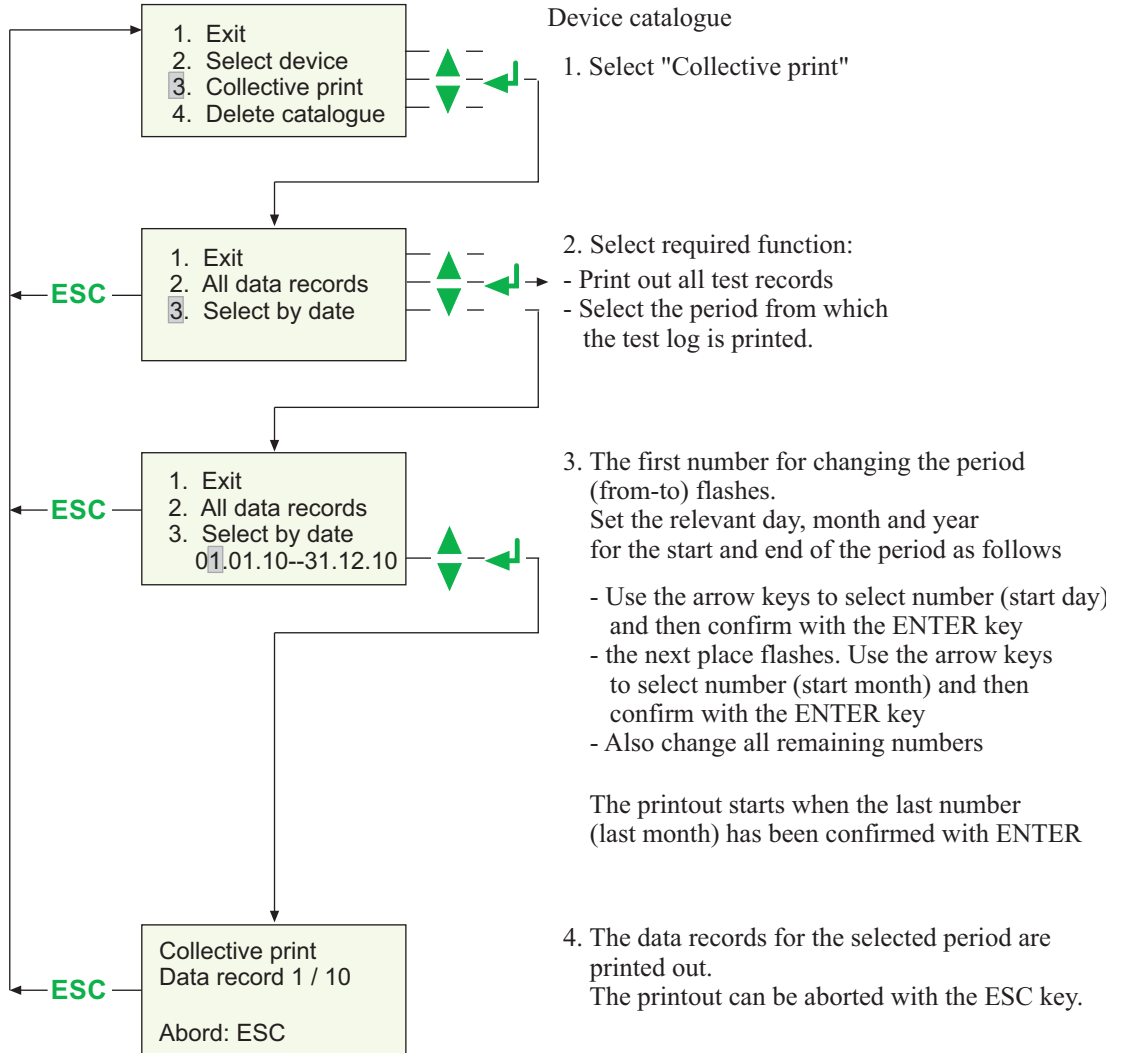 Device catalogue
1. Exit
2. Select device
3. Collective print
4. Delete catalogue
1. Select "Collective print"
1. Exit
2. All data records
3. Select by date
ESC
2. Select required function:
- Print out all test records
- Select the period from which
the test log is printed.
1. Exit
2. All data records
3. Select by date
01.01.10--31.12.10
ESC
3. The first number for changing the period
(from-to) flashes.
Set the relevant day, month and year
for the start and end of the period as follows
- Use the arrow keys to select number (start day)
and then confirm with the ENTER key
- the next place flashes. Use the arrow keys
to select number (start month) and then
confirm with the ENTER key
- Also change all remaining numbers
The printout starts when the last number
(last month) has been confirmed with ENTER
Collective print
Data record 1 / 10
Abord: ESC
ESC
4. The data records for the selected period are
printed out.
The printout can be aborted with the ESC key.